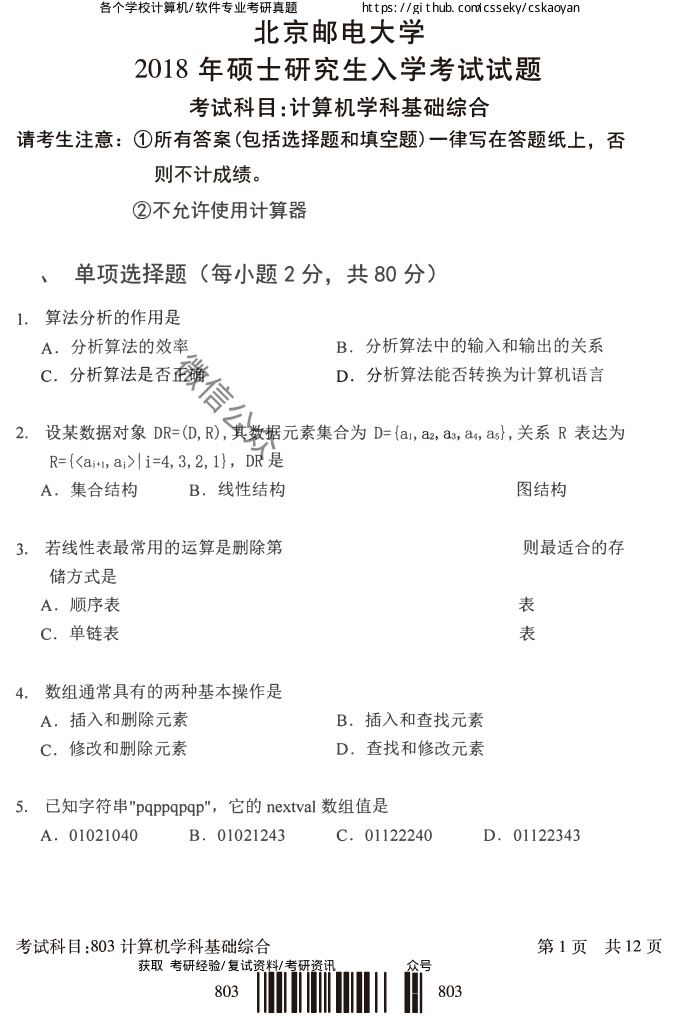 各个学校计算机/软件专业考研真题 https://github.com/csseky/cskaoyan
北京邮电大学
2018 年硕士研究生入学考试试题
考试科目:计算机学科基础综合
请考生注意：①所有答案(包括选择题和填空题)一律写在答题纸上，否
则不计成绩。
②不允许使用计算器
、 单项选择题（每小题 2 分，共 80 分）
1. 算法分析的作用是
A. 分析算法的效率 B. 分析算法中的输入和输出的关系
C. 分析算法是否正确 D. 分析算法能否转换为计算机语言
微信公众
2. 设某数据对象 DR=(D,R),其数据元素集合为 D={a₁,a₂,a₃,a₄,a₅},关系 R 表达为
R={<aᵢ₊₁,aᵢ>|i=4,3,2,1}，DR 是
A. 集合结构 B. 线性结构 图结构
3. 若线性表最常用的运算是删除第 则最适合的存
储方式是
A. 顺序表 表
C. 单链表 表
4. 数组通常具有的两种基本操作是
A. 插入和删除元素 B. 插入和查找元素
C. 修改和删除元素 D. 查找和修改元素
5. 已知字符串"pqppqpqp"，它的 nextval 数组值是
A. 01021040 B. 01021243 C. 01122240 D. 01122343
考试科目:803 计算机学科基础综合 第 1 页 共 12 页
获取 考研经验/复试资料/考研资讯 众号
803 803